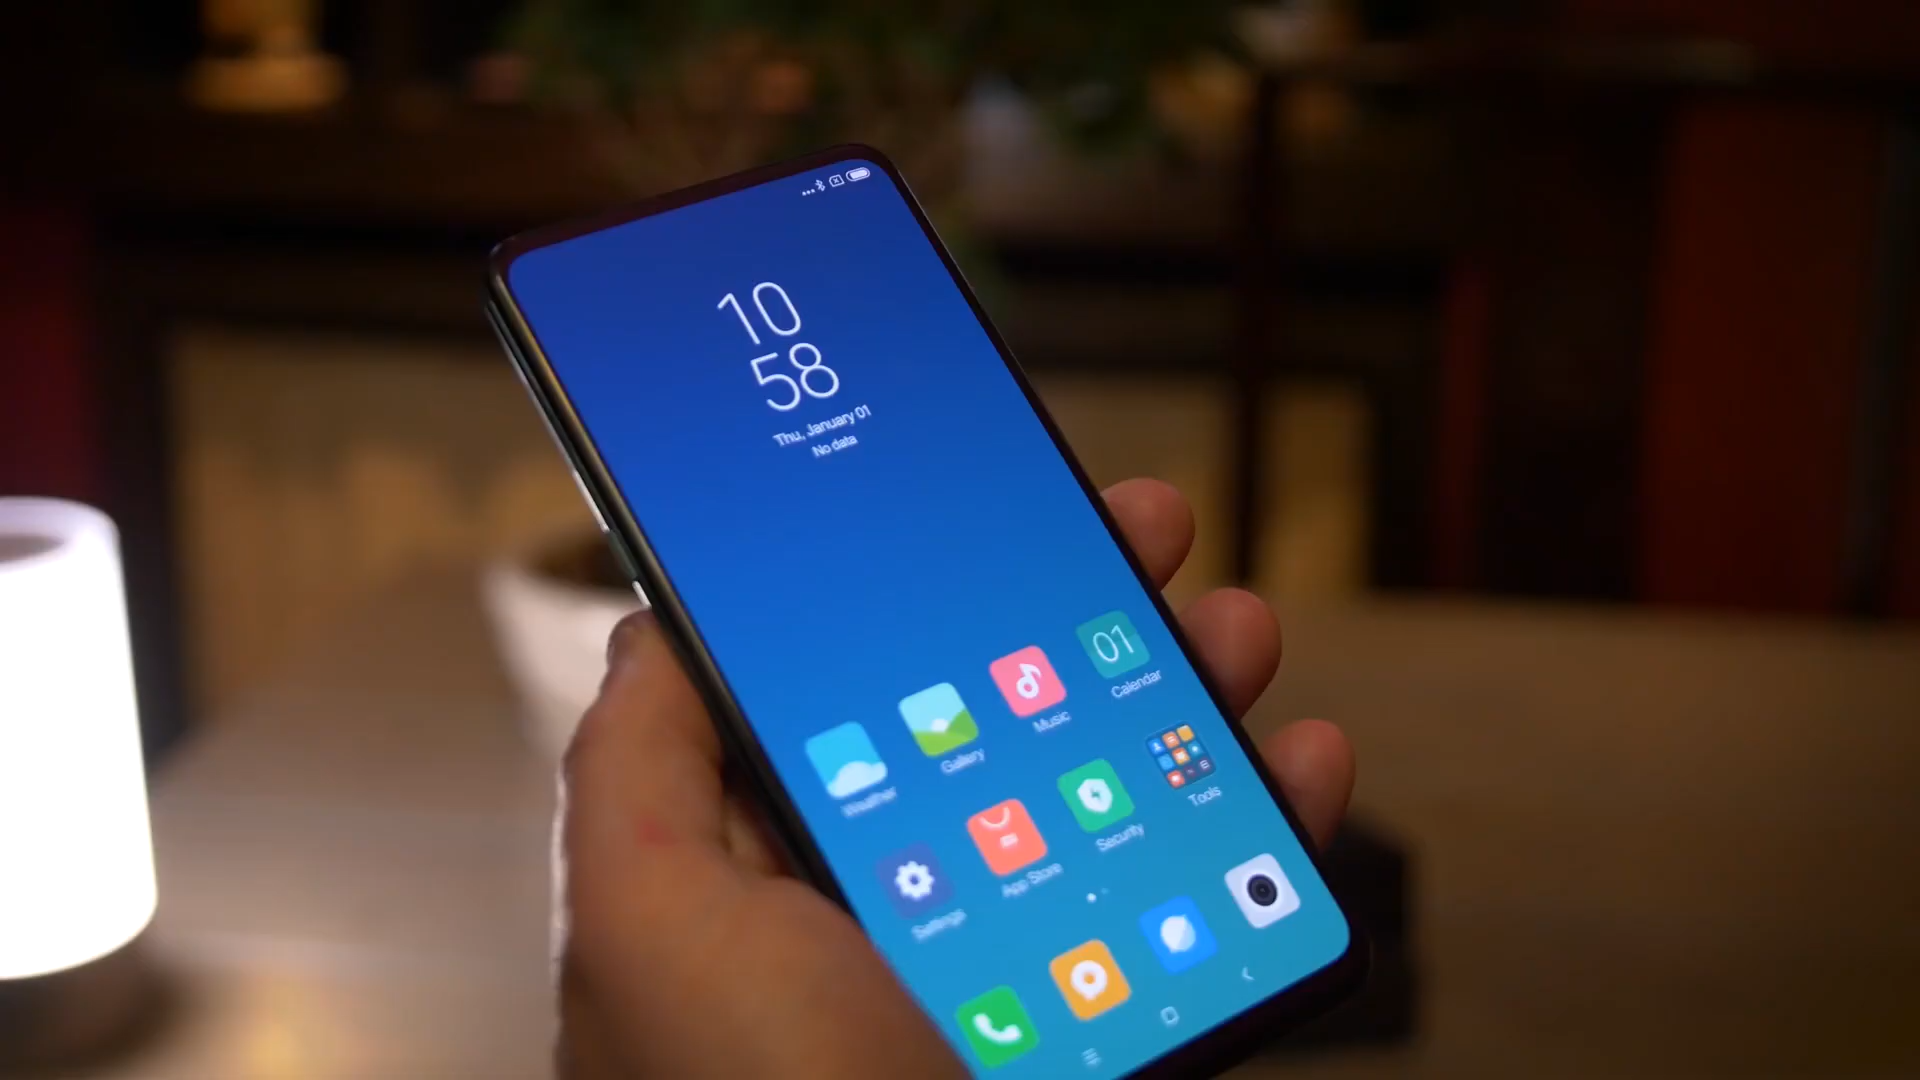 10
58
Thu, January 01
No data
01
Weather
Gallery
Music
Calendar
Settings
App Store
Security
Tools